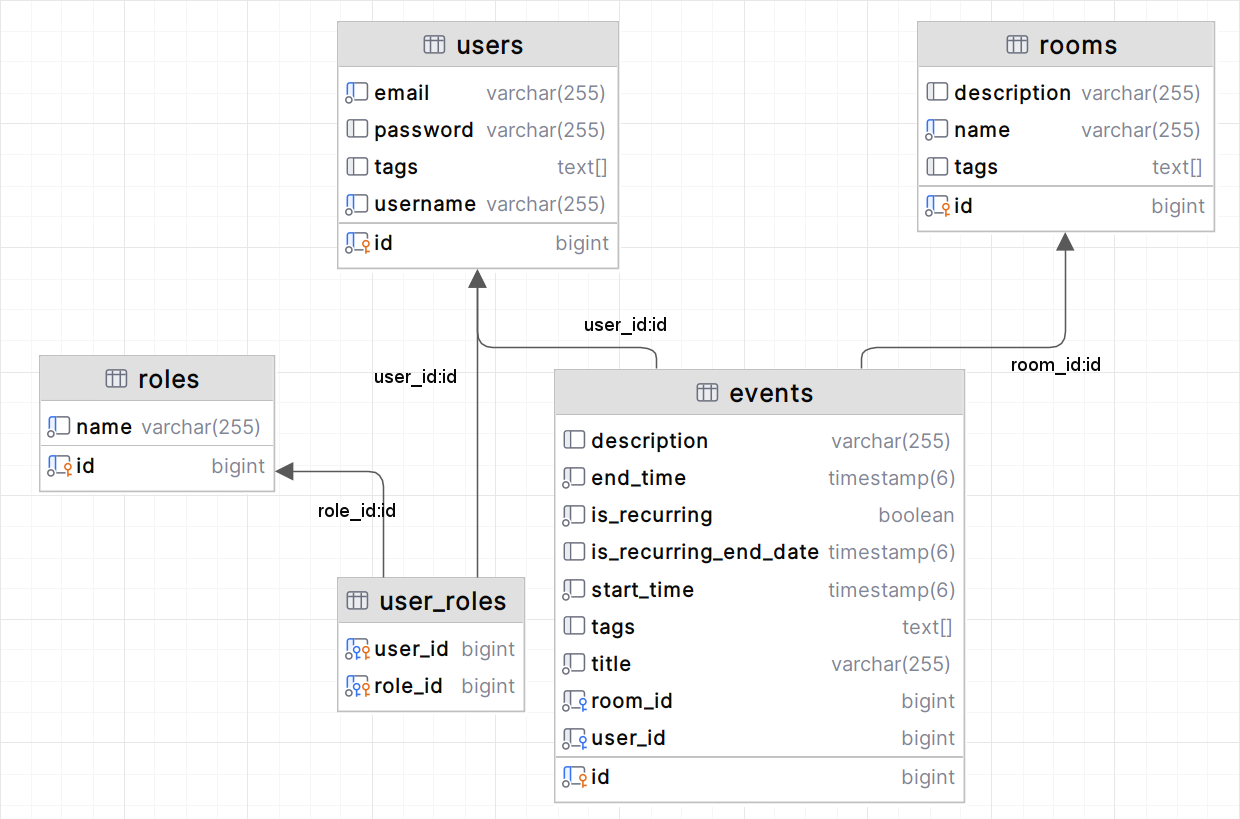 users
email varchar(255)
password varchar(255)
tags text[]
username varchar(255)
id bigint
rooms
description varchar(255)
name varchar(255)
tags text[]
id bigint
user_id:id
room_id:id
user_id:id
roles
name varchar(255)
id bigint
role_id:id
events
description varchar(255)
end_time timestamp(6)
is_recurring boolean
is_recurring_end_date timestamp(6)
start_time timestamp(6)
tags text[]
title varchar(255)
room_id bigint
user_id bigint
id bigint
user_roles
user_id bigint
role_id bigint